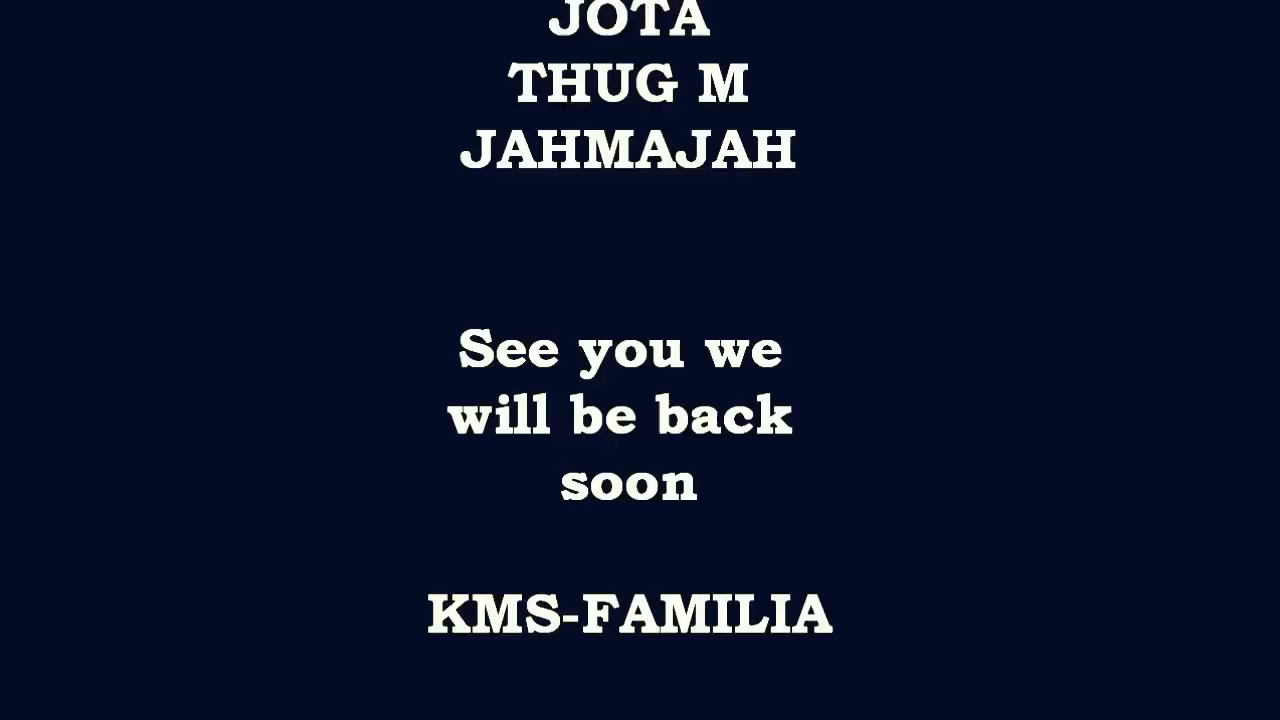 JOTA
THUG M
JAHMAJAH
See you we
will be back
soon
KMS-FAMILIA